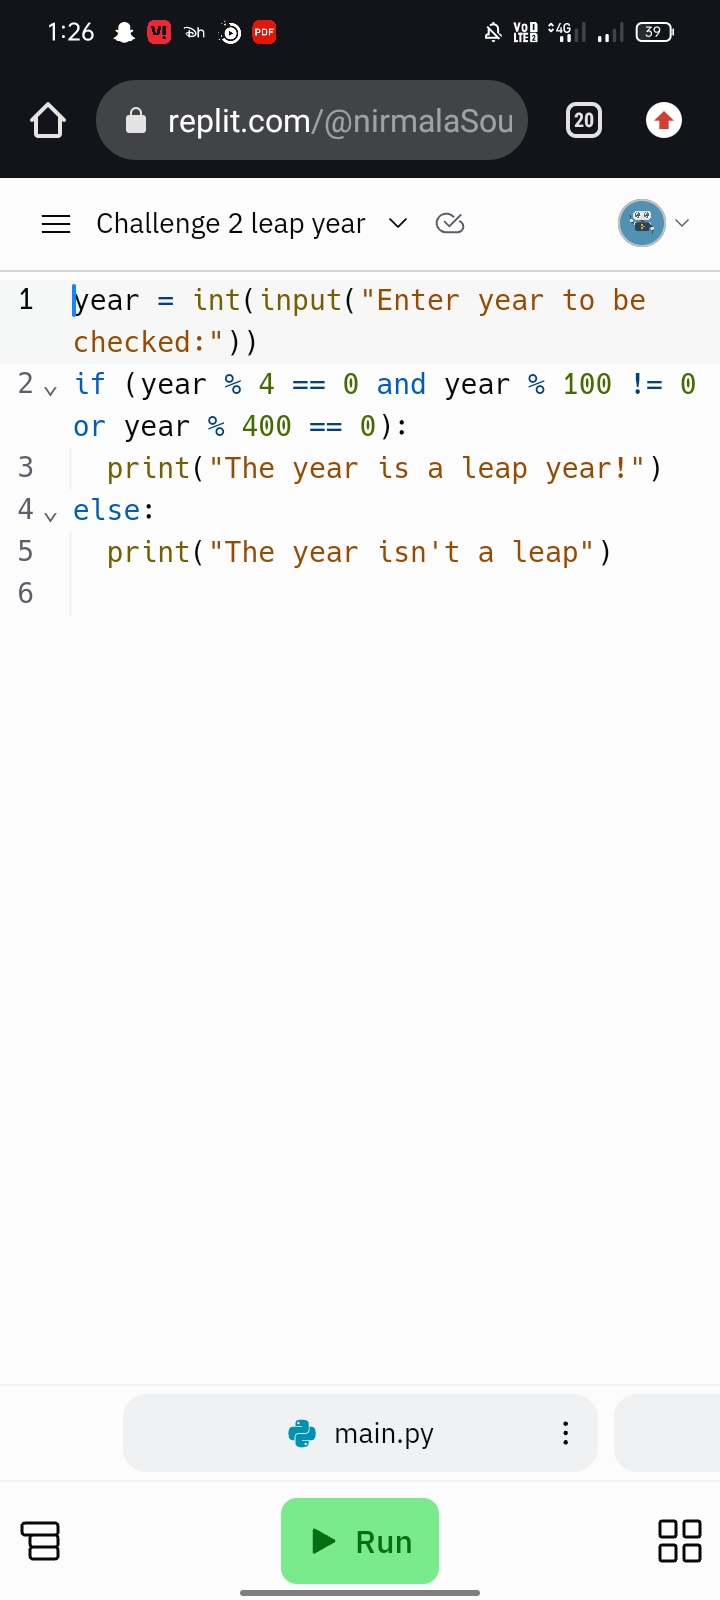 1:26 V! Dh PDF VoD LTE2 4G 39
replit.com/@nirmalaSou 20
Challenge 2 leap year
1 year = int(input("Enter year to be
checked:"))
2 if (year % 4 == 0 and year % 100 != 0
or year % 400 == 0):
3 print("The year is a leap year!")
4 else:
5 print("The year isn't a leap")
6
main.py
Run